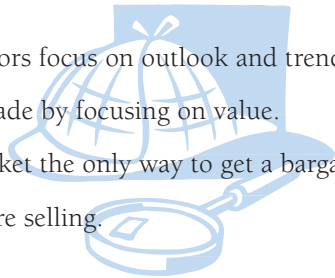 ors focus on outlook and trend
ade by focusing on value.
ket the only way to get a barga
re selling.